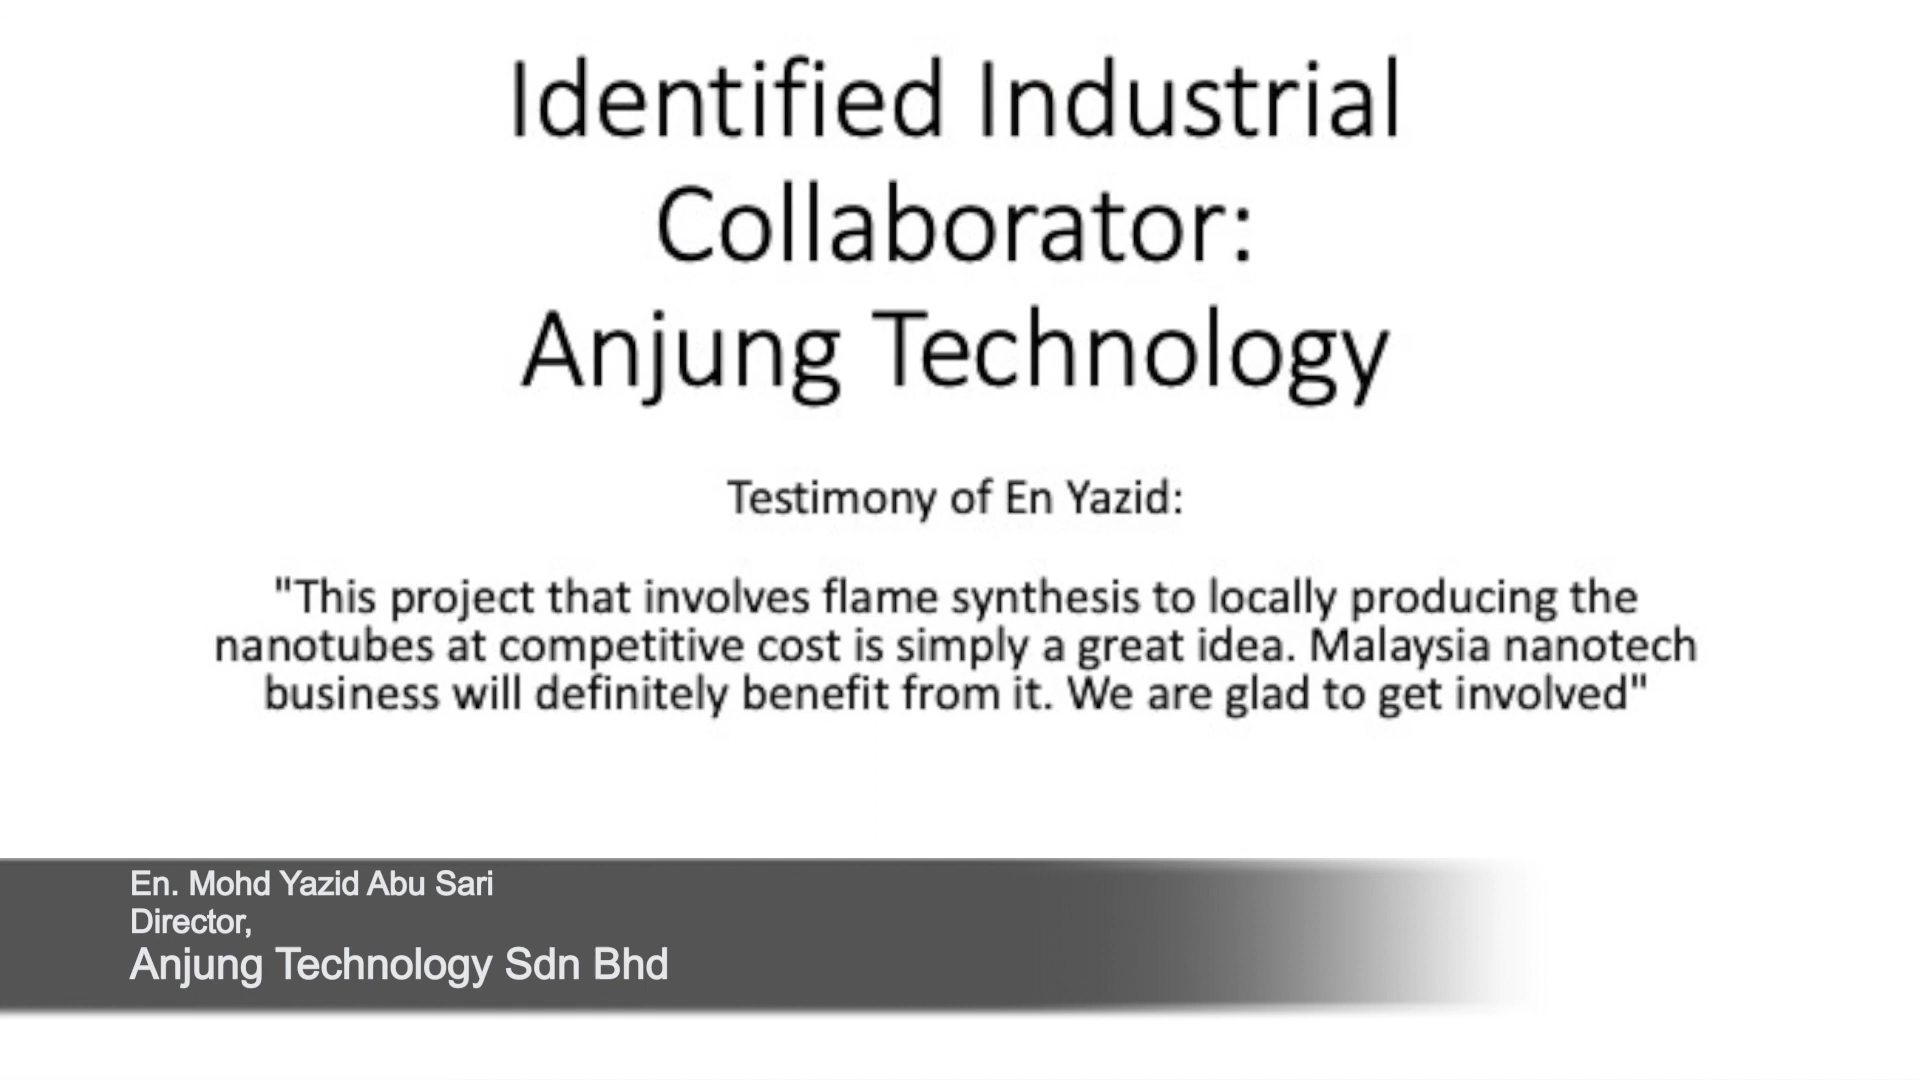 Identified Industrial
Collaborator:
Anjung Technology
Testimony of En Yazid:
"This project that involves flame synthesis to locally producing the
nanotubes at competitive cost is simply a great idea. Malaysia nanotech
business will definitely benefit from it. We are glad to get involved"
En. Mohd Yazid Abu Sari
Director,
Anjung Technology Sdn Bhd